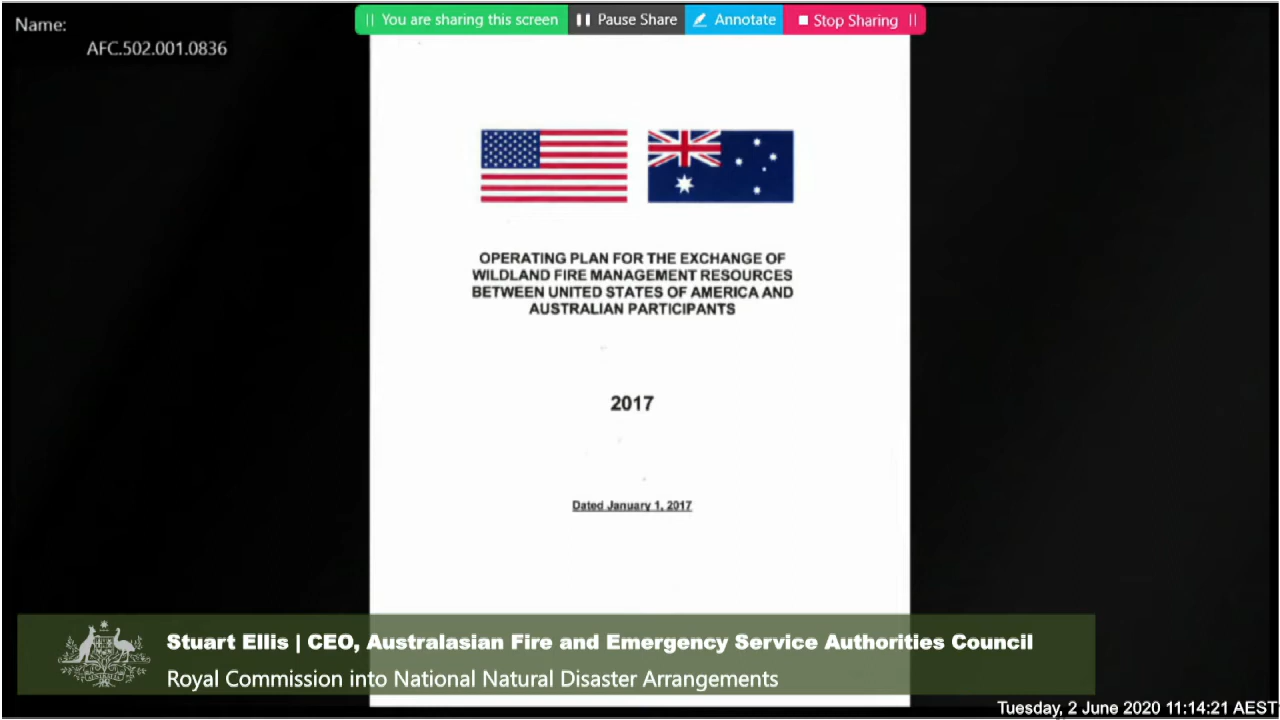 Name:
AFC.502.001.0836
You are sharing this screen
Pause Share
Annotate
Stop Sharing
OPERATING PLAN FOR THE EXCHANGE OF
WILDLAND FIRE MANAGEMENT RESOURCES
BETWEEN UNITED STATES OF AMERICA AND
AUSTRALIAN PARTICIPANTS
2017
Dated January 1, 2017
Stuart Ellis | CEO, Australasian Fire and Emergency Service Authorities Council
Royal Commission into National Natural Disaster Arrangements
Tuesday, 2 June 2020 11:14:21 AEST